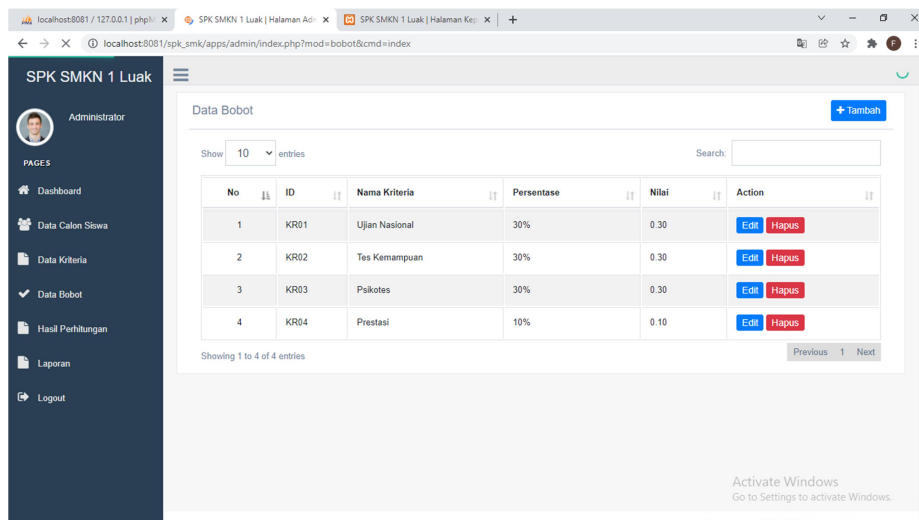 localhost:8081 / 127.0.0.1 | phpM
SPK SMKN 1 Luak | Halaman Adm
SPK SMKN 1 Luak | Halaman Kep
localhost:8081/spk_smk/apps/admin/index.php?mod=bobot&cmd=index
F
SPK SMKN 1 Luak
Administrator
PAGES
Dashboard
Data Calon Siswa
Data Kriteria
Data Bobot
Hasil Perhitungan
Laporan
Logout
Data Bobot
+ Tambah
Show 10 entries Search:
No ID Nama Kriteria Persentase Nilai Action
1 KR01 Ujian Nasional 30% 0.30 Edit Hapus
2 KR02 Tes Kemampuan 30% 0.30 Edit Hapus
3 KR03 Psikotes 30% 0.30 Edit Hapus
4 KR04 Prestasi 10% 0.10 Edit Hapus
Showing 1 to 4 of 4 entries Previous 1 Next
Activate Windows
Go to Settings to activate Windows.